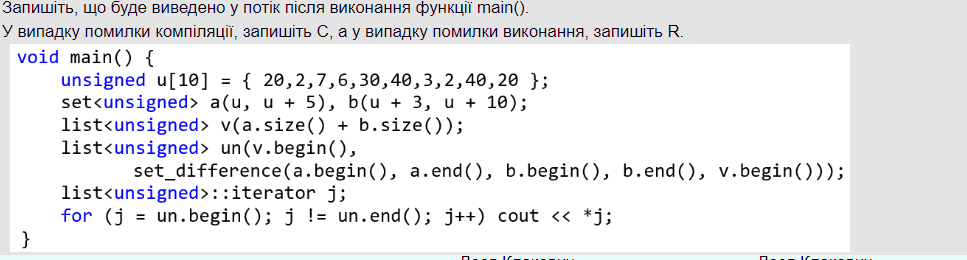 Запишіть, що буде виведено у потік після виконання функції main().
У випадку помилки компіляції, запишіть C, а у випадку помилки виконання, запишіть R.
void main() {
unsigned u[10] = { 20,2,7,6,30,40,3,2,40,20 };
set<unsigned> a(u, u + 5), b(u + 3, u + 10);
list<unsigned> v(a.size() + b.size());
list<unsigned> un(v.begin(),
set_difference(a.begin(), a.end(), b.begin(), b.end(), v.begin()));
list<unsigned>::iterator j;
for (j = un.begin(); j != un.end(); j++) cout << *j;
}